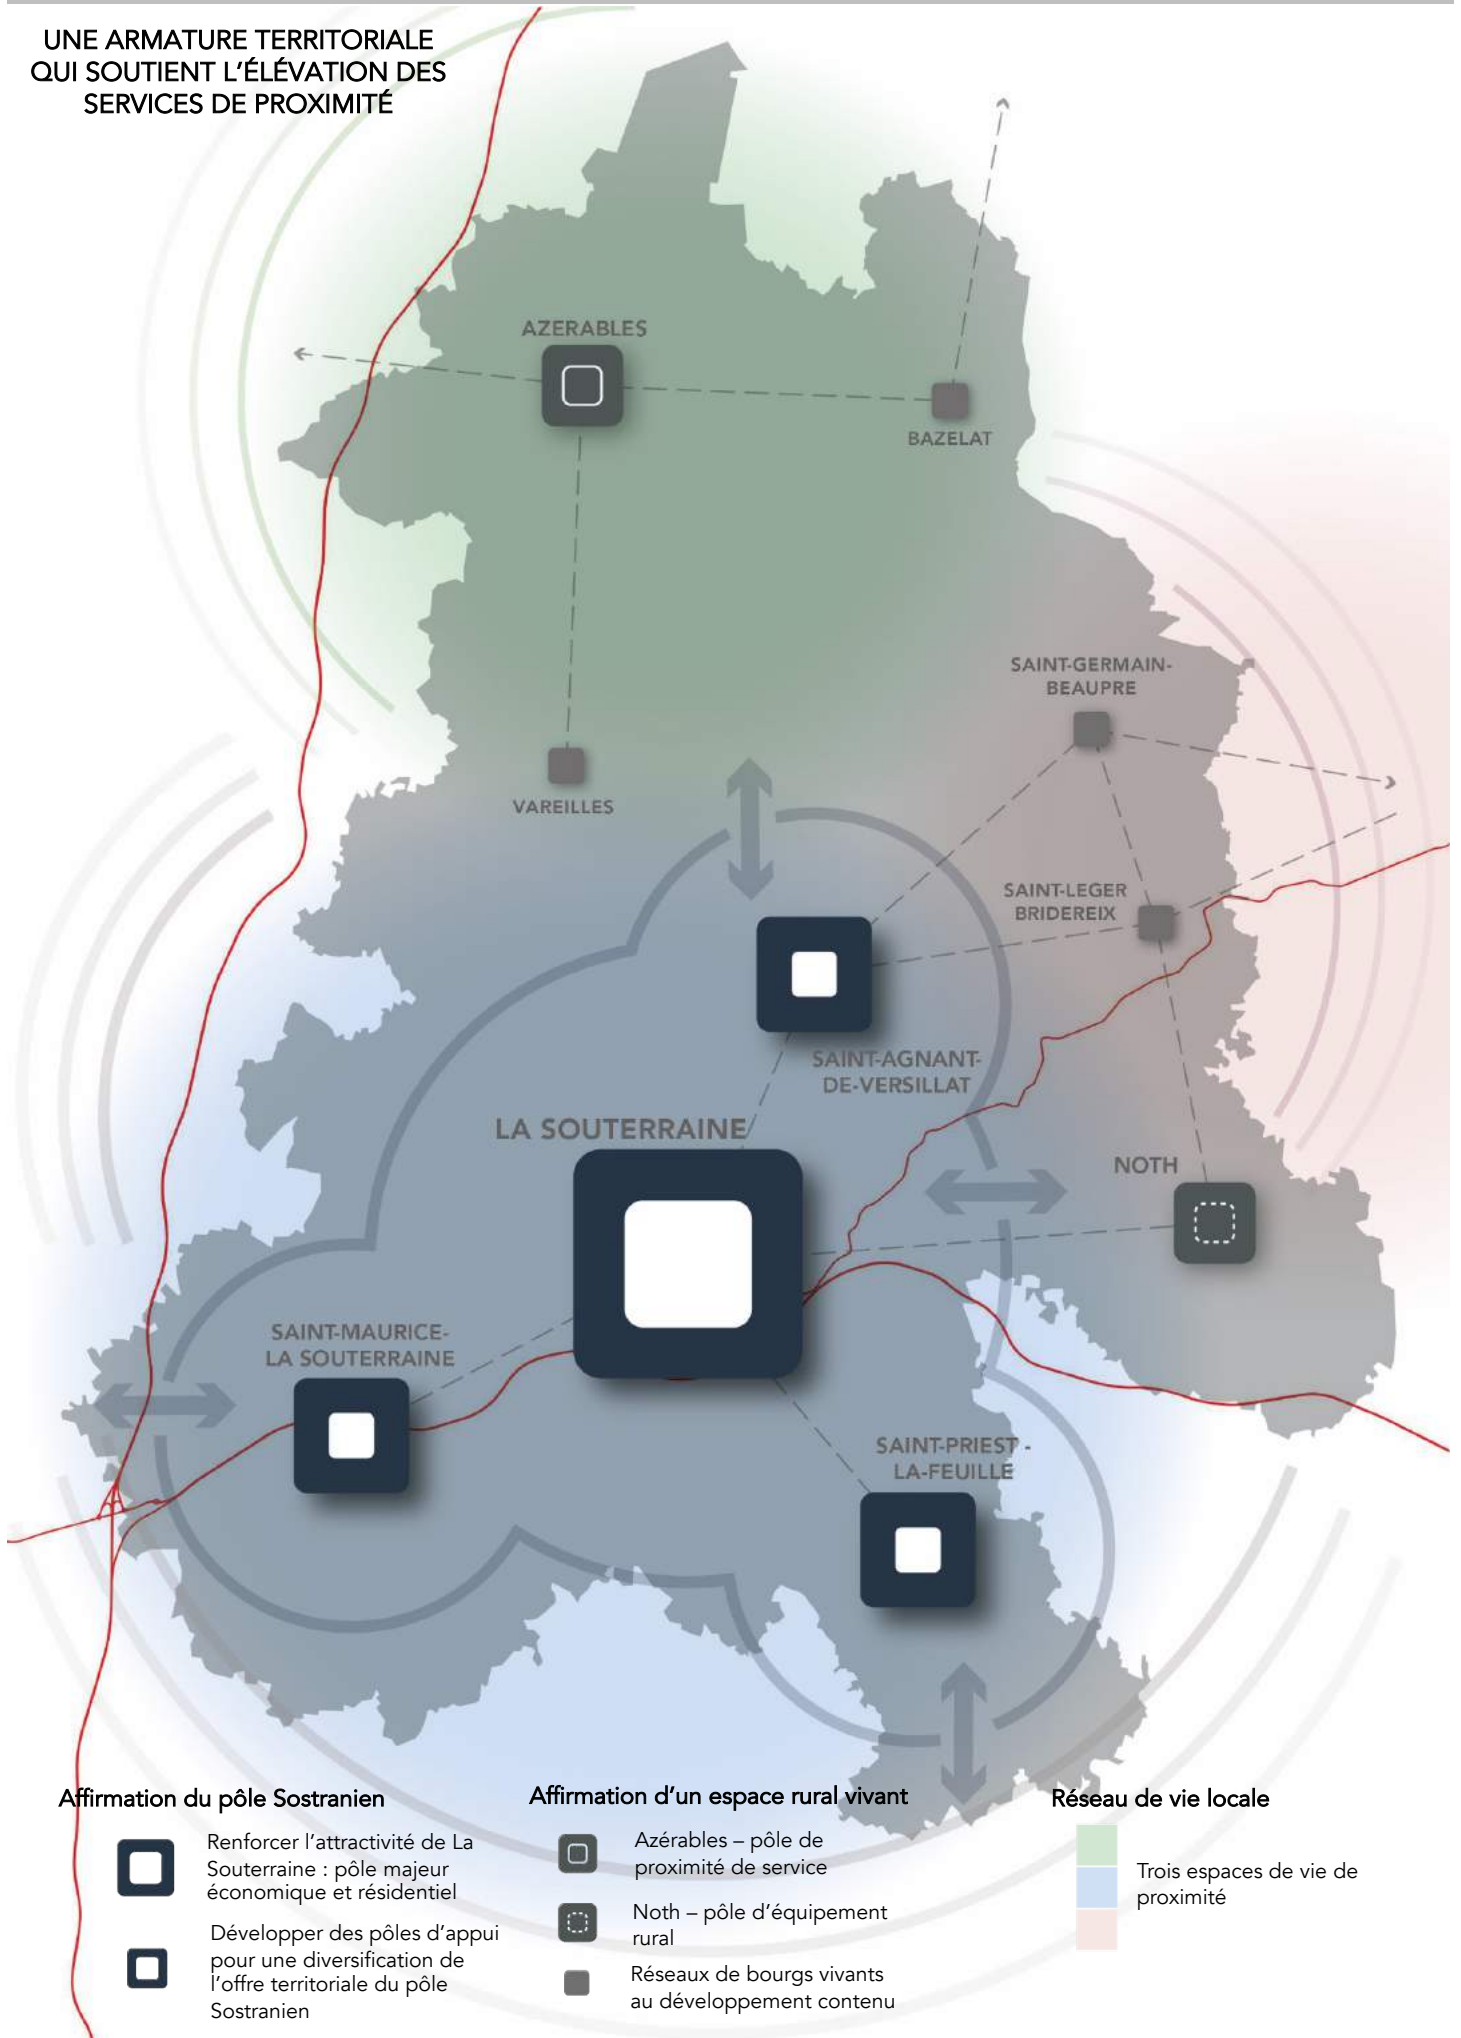 UNE ARMATURE TERRITORIALE
QUI SOUTIENT L'ÉLÉVATION DES
SERVICES DE PROXIMITÉ
AZERABLES
BAZELAT
SAINT-GERMAIN-
BEAUPRE
VAREILLES
SAINT-LEGER
BRIDEREIX
SAINT-AGNANT-
DE-VERSILLAT
LA SOUTERRAINE
NOTH
SAINT-MAURICE-
LA SOUTERRAINE
SAINT-PRIEST -
LA-FEUILLE
Affirmation du pôle Sostranien
Renforcer l'attractivité de La
Souterraine : pôle majeur
économique et résidentiel
Développer des pôles d'appui
pour une diversification de
l'offre territoriale du pôle
Sostranien
Affirmation d'un espace rural vivant
Azérables – pôle de
proximité de service
Noth – pôle d'équipement
rural
Réseaux de bourgs vivants
au développement contenu
Réseau de vie locale
Trois espaces de vie de
proximité